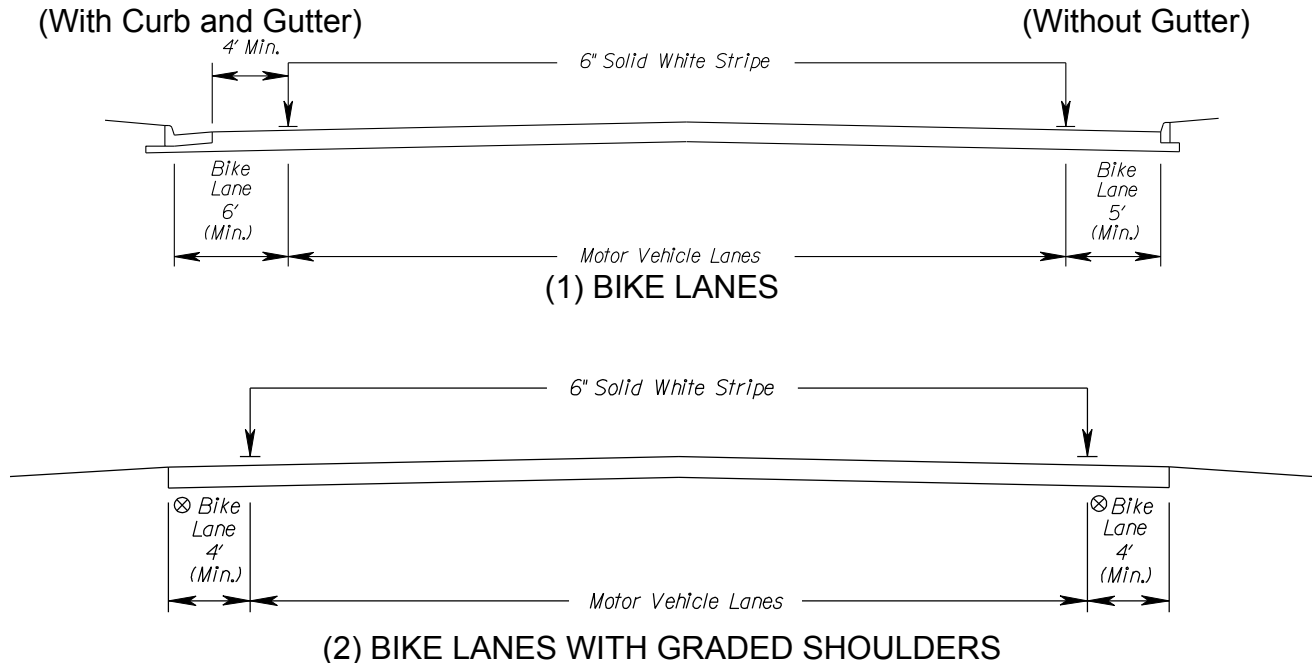 (With Curb and Gutter)
(Without Gutter)
4' Min.
6" Solid White Stripe
Bike
Lane
6'
(Min.)
Bike
Lane
5'
(Min.)
Motor Vehicle Lanes
(1) BIKE LANES
6" Solid White Stripe
⊗ Bike
Lane
4'
(Min.)
⊗ Bike
Lane
4'
(Min.)
Motor Vehicle Lanes
(2) BIKE LANES WITH GRADED SHOULDERS